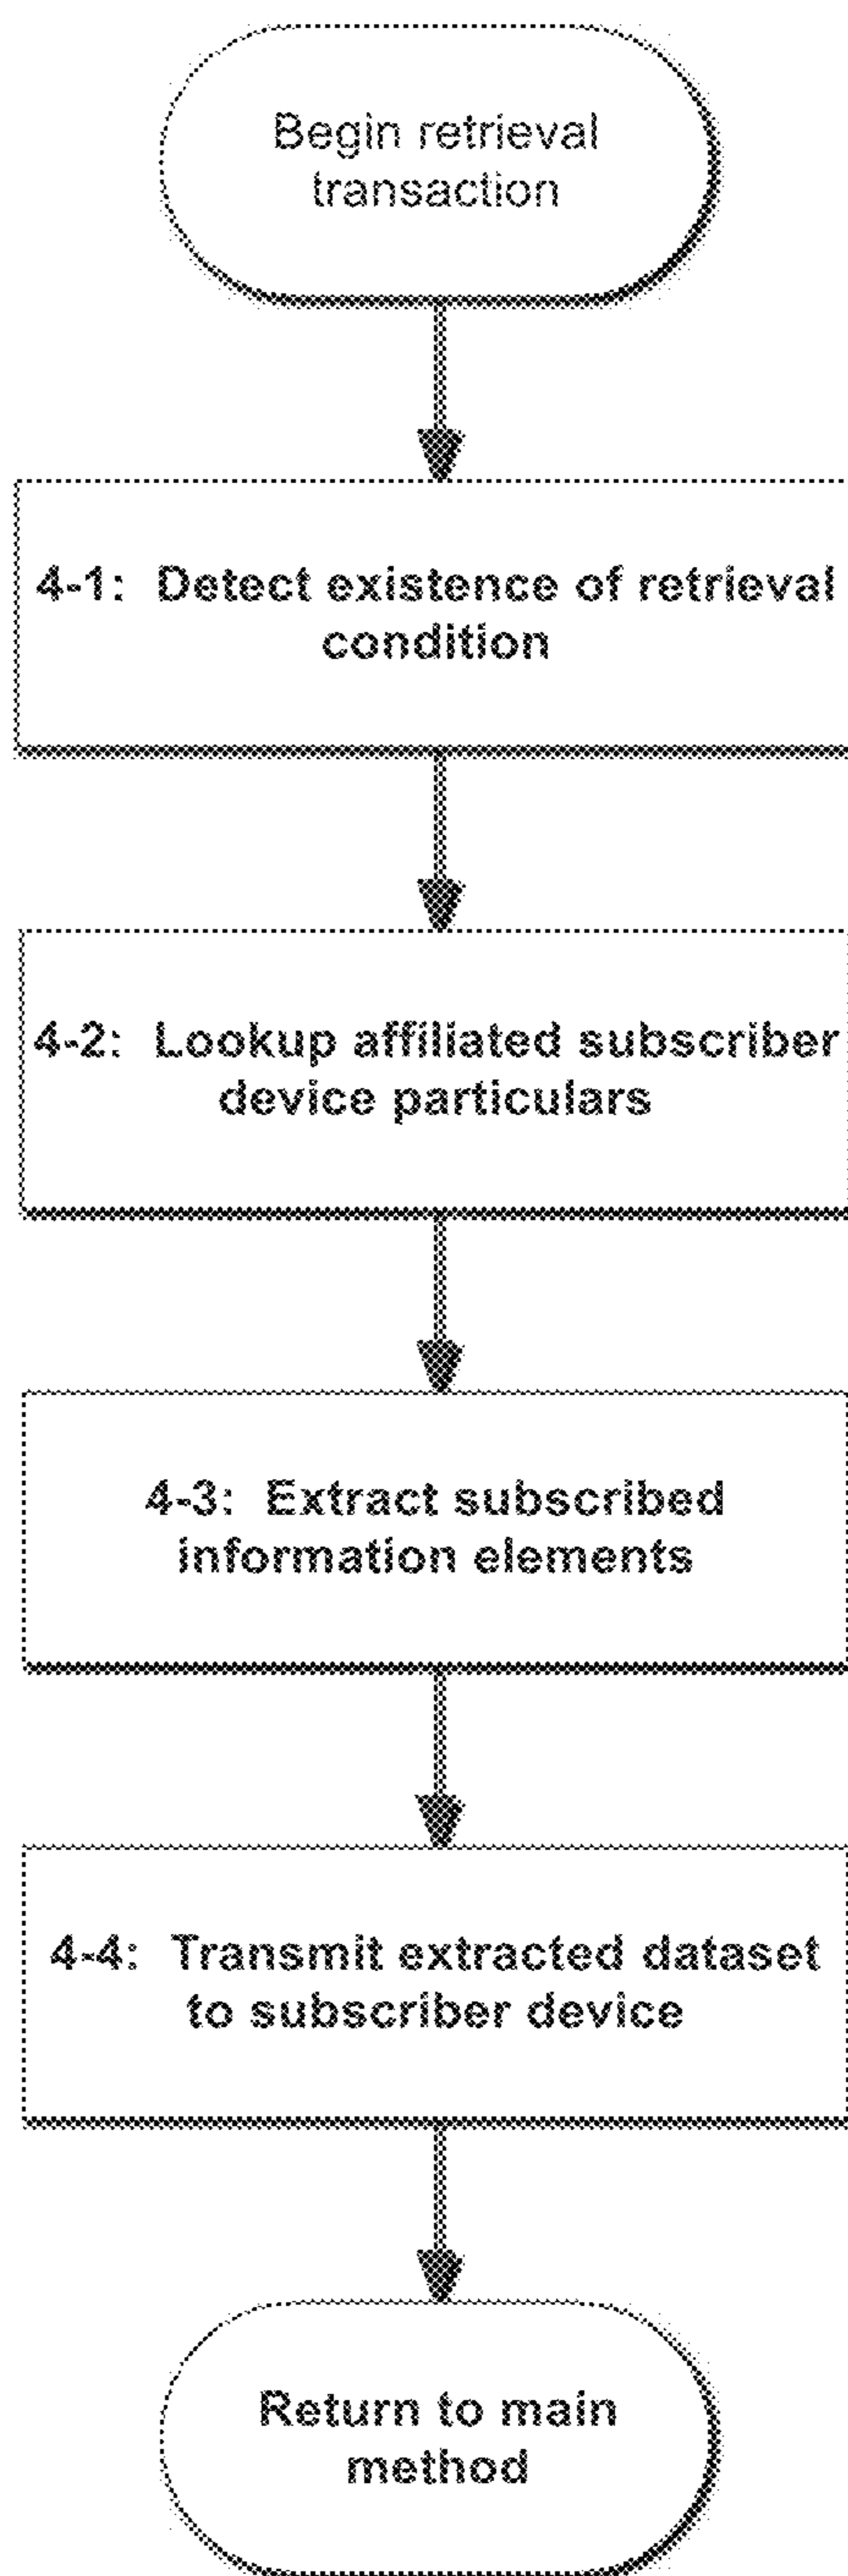 Begin retrieval
transaction
4-1: Detect existence of retrieval
condition
4-2: Lookup affiliated subscriber
device particulars
4-3: Extract subscribed
information elements
4-4: Transmit extracted dataset
to subscriber device
Return to main
method